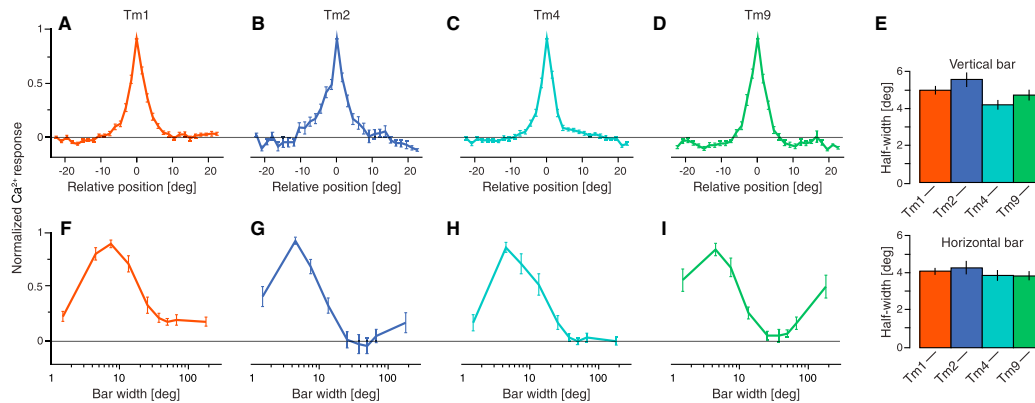 A Tm1
B Tm2
C Tm4
D Tm9
E
Normalized Ca²⁺ response
1
0.5
0
-20 -10 0 10 20
Relative position [deg]
-20 -10 0 10 20
Relative position [deg]
-20 -10 0 10 20
Relative position [deg]
-20 -10 0 10 20
Relative position [deg]
Vertical bar
Half-width [deg]
6
4
2
0
Tm1
Tm2
Tm4
Tm9
F
G
H
I
1
0.5
0
1 10 100
Bar width [deg]
1 10 100
Bar width [deg]
1 10 100
Bar width [deg]
1 10 100
Bar width [deg]
Horizontal bar
Half-width [deg]
6
4
2
0
Tm1
Tm2
Tm4
Tm9